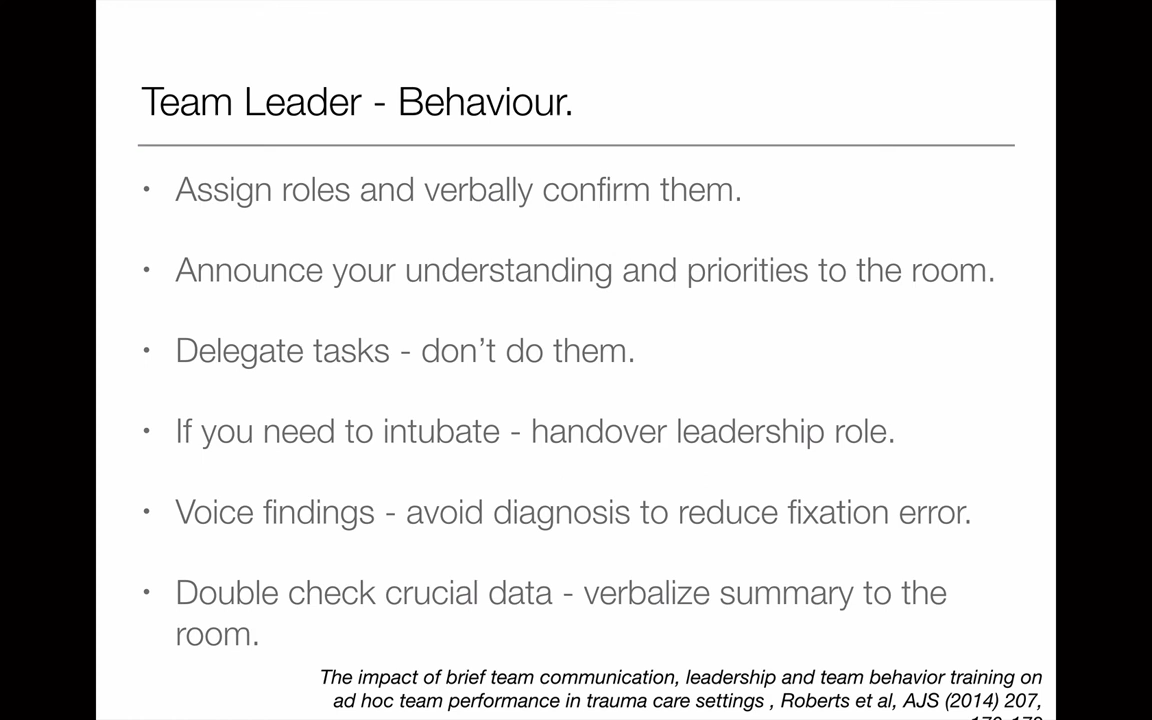 Team Leader - Behaviour.
• Assign roles and verbally confirm them.
• Announce your understanding and priorities to the room.
• Delegate tasks - don’t do them.
• If you need to intubate - handover leadership role.
• Voice findings - avoid diagnosis to reduce fixation error.
• Double check crucial data - verbalize summary to the
room.
The impact of brief team communication, leadership and team behavior training on
ad hoc team performance in trauma care settings , Roberts et al, AJS (2014) 207,